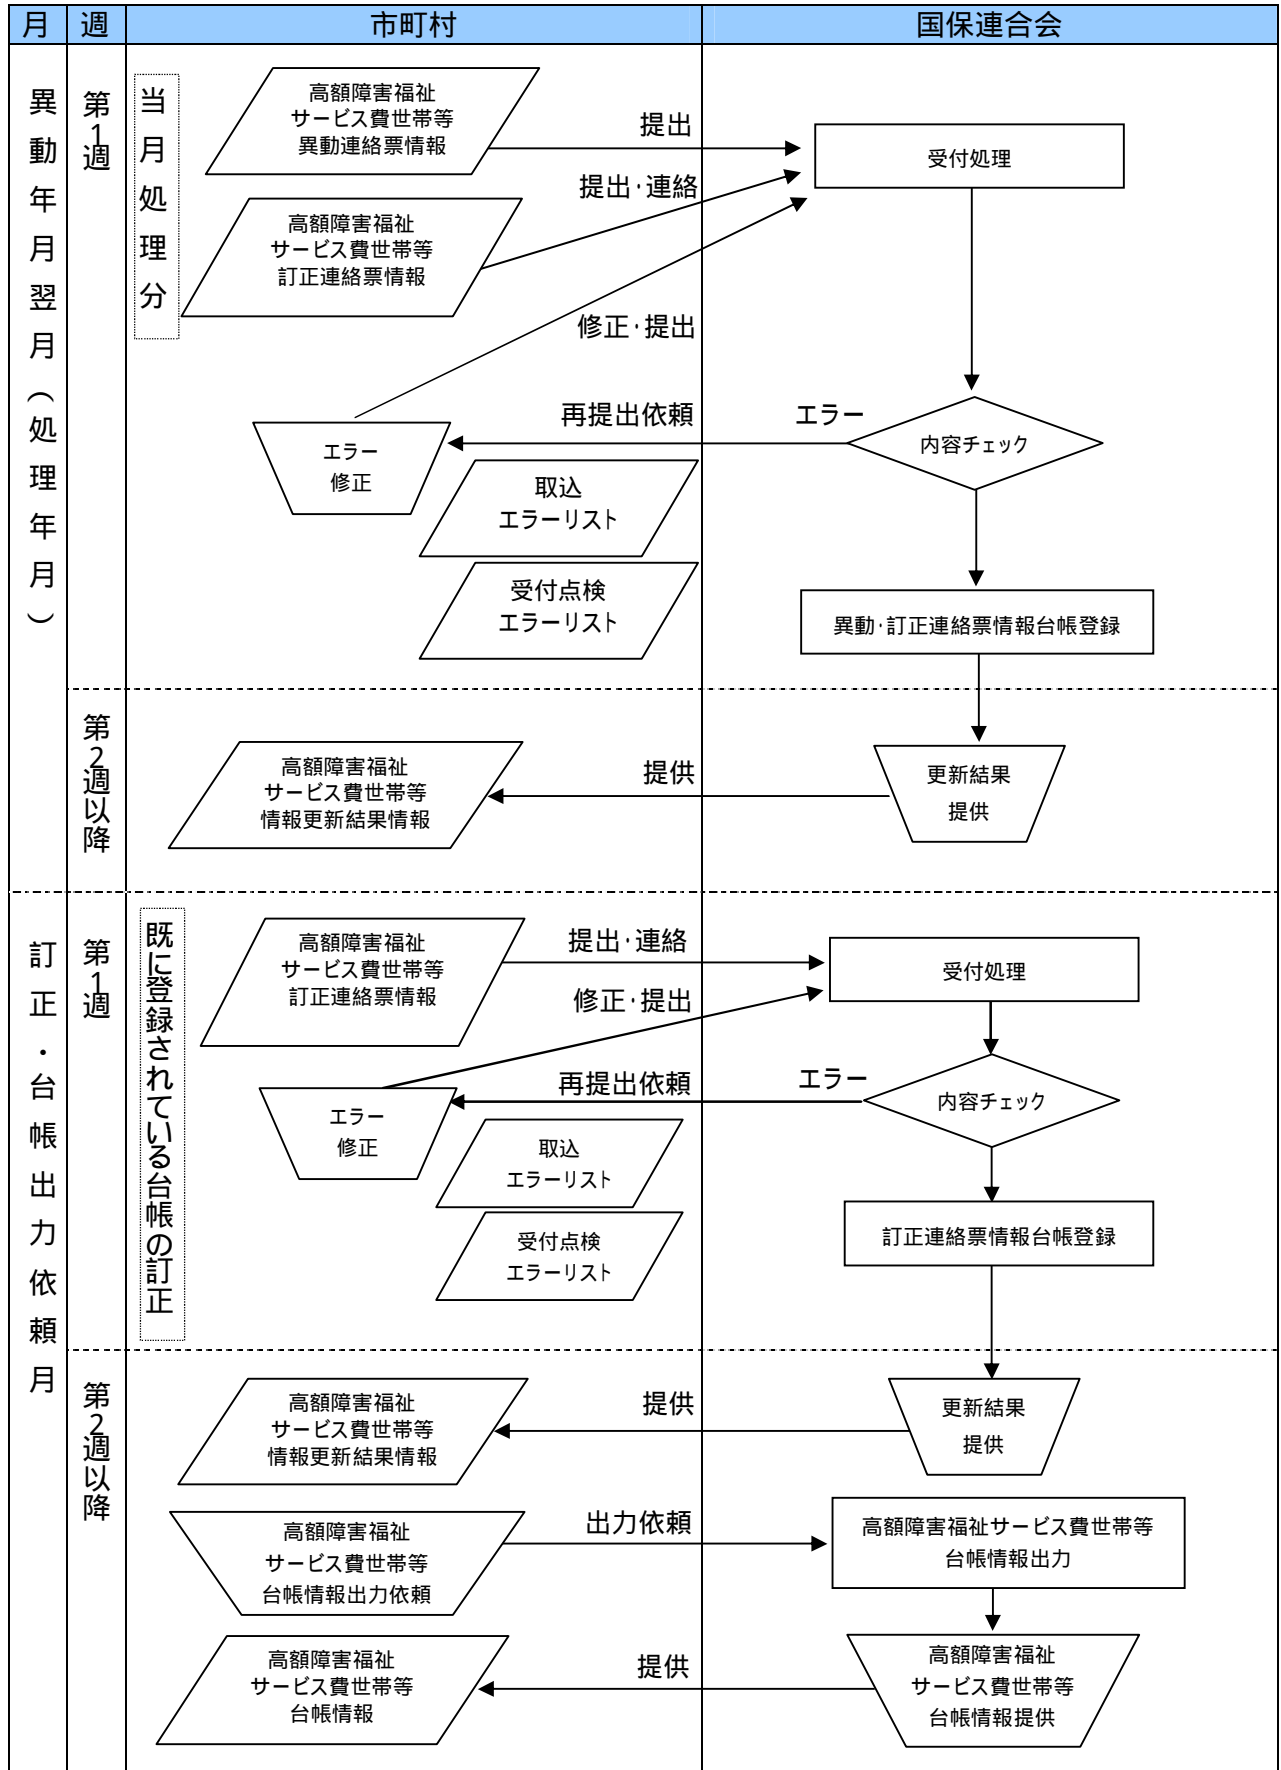 月
週
市町村
国保連合会
異動年月翌月（処理年月）
第1週
当月処理分
高額障害福祉
サービス費世帯等
異動連絡票情報
提出
受付処理
提出・連絡
高額障害福祉
サービス費世帯等
訂正連絡票情報
修正・提出
再提出依頼
エラー
内容チェック
エラー
修正
取込
エラーリスト
受付点検
エラーリスト
異動・訂正連絡票情報台帳登録
第2週以降
高額障害福祉
サービス費世帯等
情報更新結果情報
提供
更新結果
提供
訂正・台帳出力依頼月
第1週
既に登録されている台帳の訂正
高額障害福祉
サービス費世帯等
訂正連絡票情報
提出・連絡
受付処理
修正・提出
再提出依頼
エラー
内容チェック
エラー
修正
取込
エラーリスト
受付点検
エラーリスト
訂正連絡票情報台帳登録
第2週以降
高額障害福祉
サービス費世帯等
情報更新結果情報
提供
更新結果
提供
高額障害福祉
サービス費世帯等
台帳情報出力依頼
出力依頼
高額障害福祉サービス費世帯等
台帳情報出力
高額障害福祉
サービス費世帯等
台帳情報
提供
高額障害福祉
サービス費世帯等
台帳情報提供